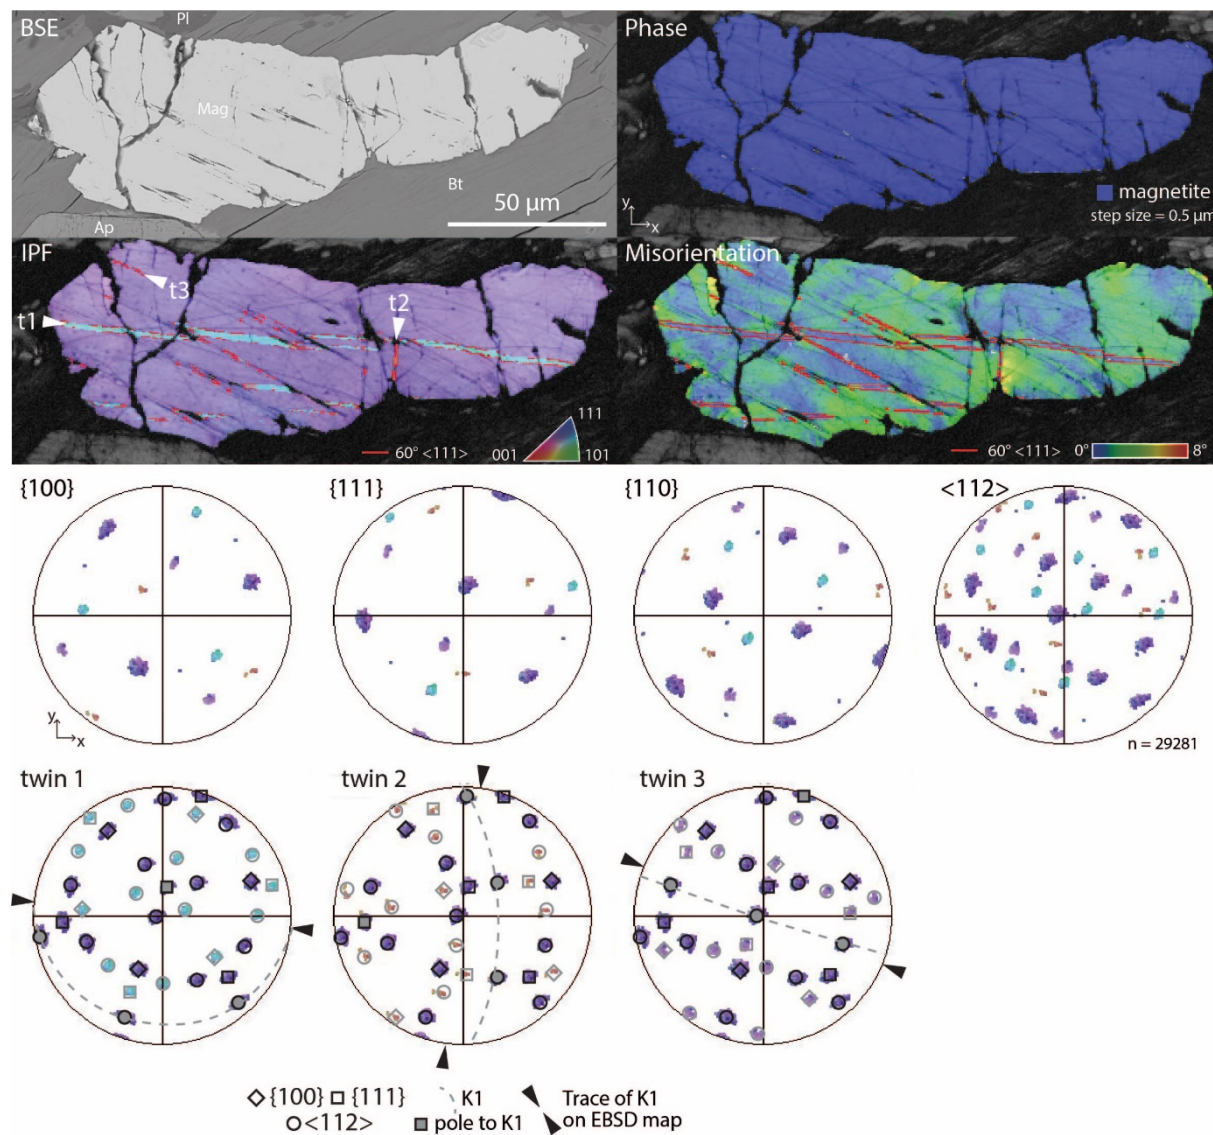 BSE
Pl
Phase
Mag
Bt
50 µm
Ap
y
x
magnetite
step size = 0.5 µm
IPF
Misorientation
t3
t2
t1
60° <111>
111
001
101
60° <111>
0°
8°
{100}
{111}
{110}
<112>
y
x
n = 29281
twin 1
twin 2
twin 3
{100}
{111}
K1
Trace of K1
on EBSD map
<112>
pole to K1